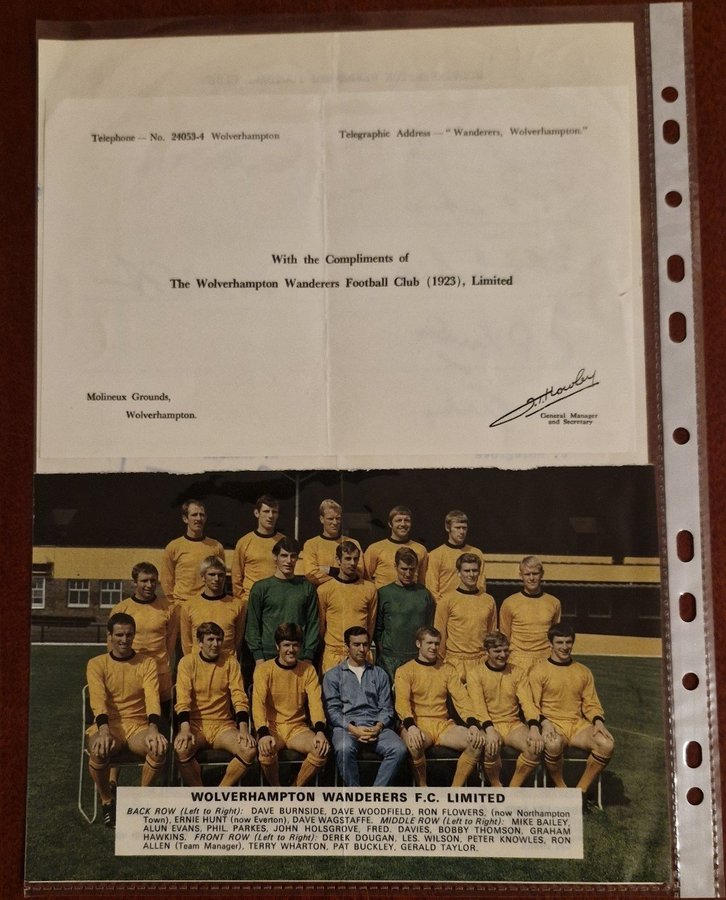 Telephone — No. 24053-4 Wolverhampton
Telegraphic Address — "Wanderers, Wolverhampton."
With the Compliments of
The Wolverhampton Wanderers Football Club (1923), Limited
Molineux Grounds,
Wolverhampton.
J.T. Howley
General Manager
and Secretary
WOLVERHAMPTON WANDERERS F.C. LIMITED
BACK ROW (Left to Right): DAVE BURNSIDE, DAVE WOODFIELD, RON FLOWERS, (now Northampton
Town), ERNIE HUNT (now Everton), DAVE WAGSTAFFE. MIDDLE ROW (Left to Right): MIKE BAILEY,
ALUN EVANS, PHIL. PARKES, JOHN HOLSGROVE, FRED. DAVIES, BOBBY THOMSON, GRAHAM
HAWKINS. FRONT ROW (Left to Right): DEREK DOUGAN, LES. WILSON, PETER KNOWLES, RON
ALLEN (Team Manager), TERRY WHARTON, PAT BUCKLEY, GERALD TAYLOR.